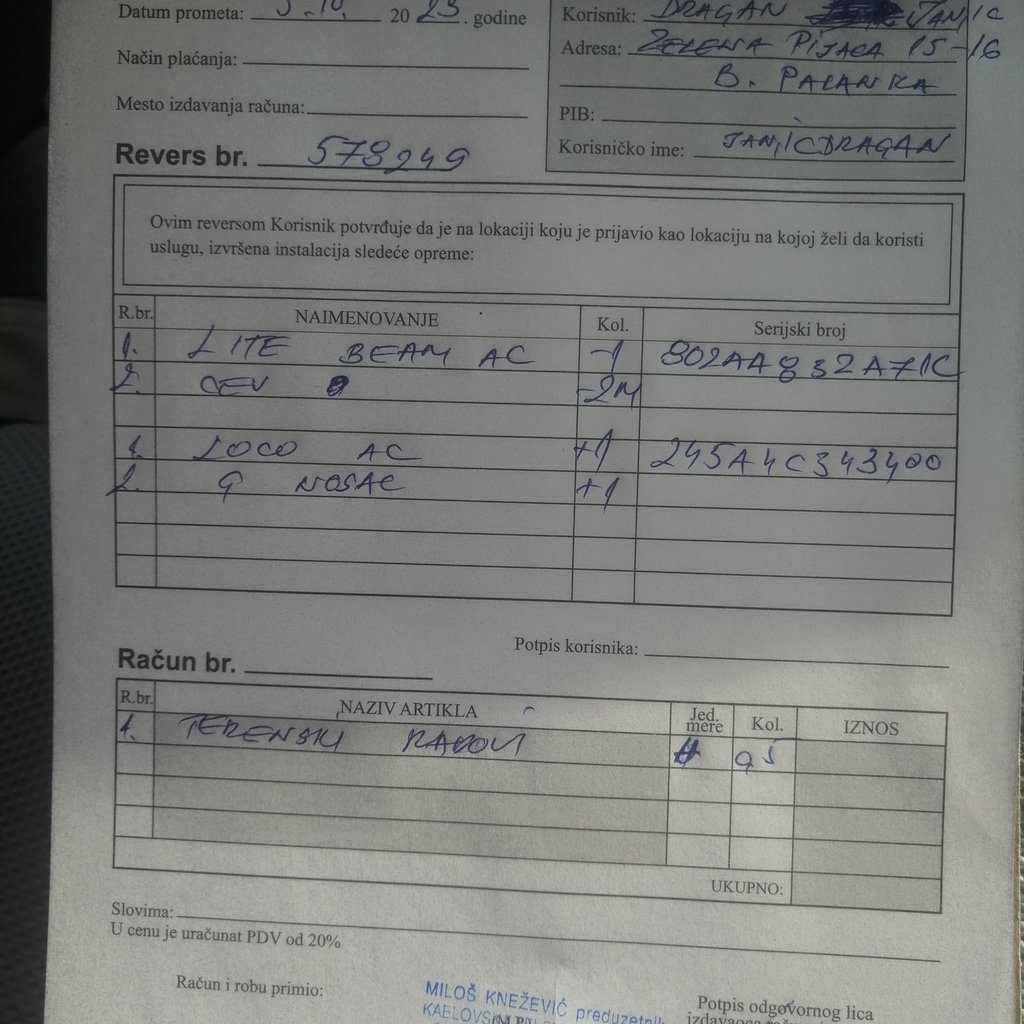 Datum prometa: 5.10. 2023. godine
Način plaćanja:
Mesto izdavanja računa:
Revers br. 578249
Korisnik: DRAGAN JANJIC
Adresa: ZELENA PIJACA 15-16
B. PALANKA
PIB:
Korisničko ime: JANJICDRAGAN
Ovim reversom Korisnik potvrđuje da je na lokaciji koju je prijavio kao lokaciju na kojoj želi da koristi
uslugu, izvršena instalacija sledeće opreme:
R.br. NAIMENOVANJE Kol. Serijski broj
1. LITE BEAM AC -1 802AA832A71C
2. CEV -2M
1. LOCO AC +1 245A4C343400
2. G NOSAC +1
Potpis korisnika:
Račun br.
R.br. NAZIV ARTIKLA Jed. mere Kol. IZNOS
1. TERENSKI RADOVI H 0,5
UKUPNO:
Slovima:
U cenu je uračunat PDV od 20%
Račun i robu primio:
MILOŠ KNEŽEVIĆ preduzetnik
(M.P.)
Potpis odgovornog lica